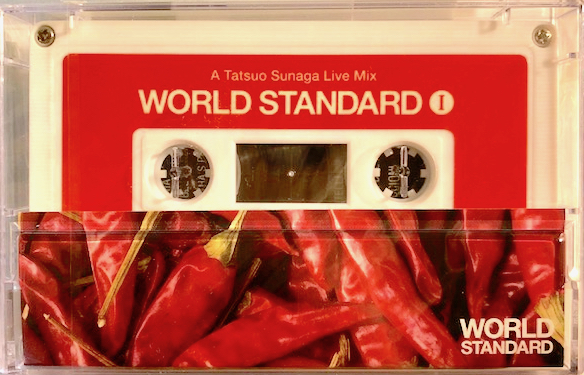 A Tatsuo Sunaga Live Mix
WORLD STANDARD I
WORLD
STANDARD